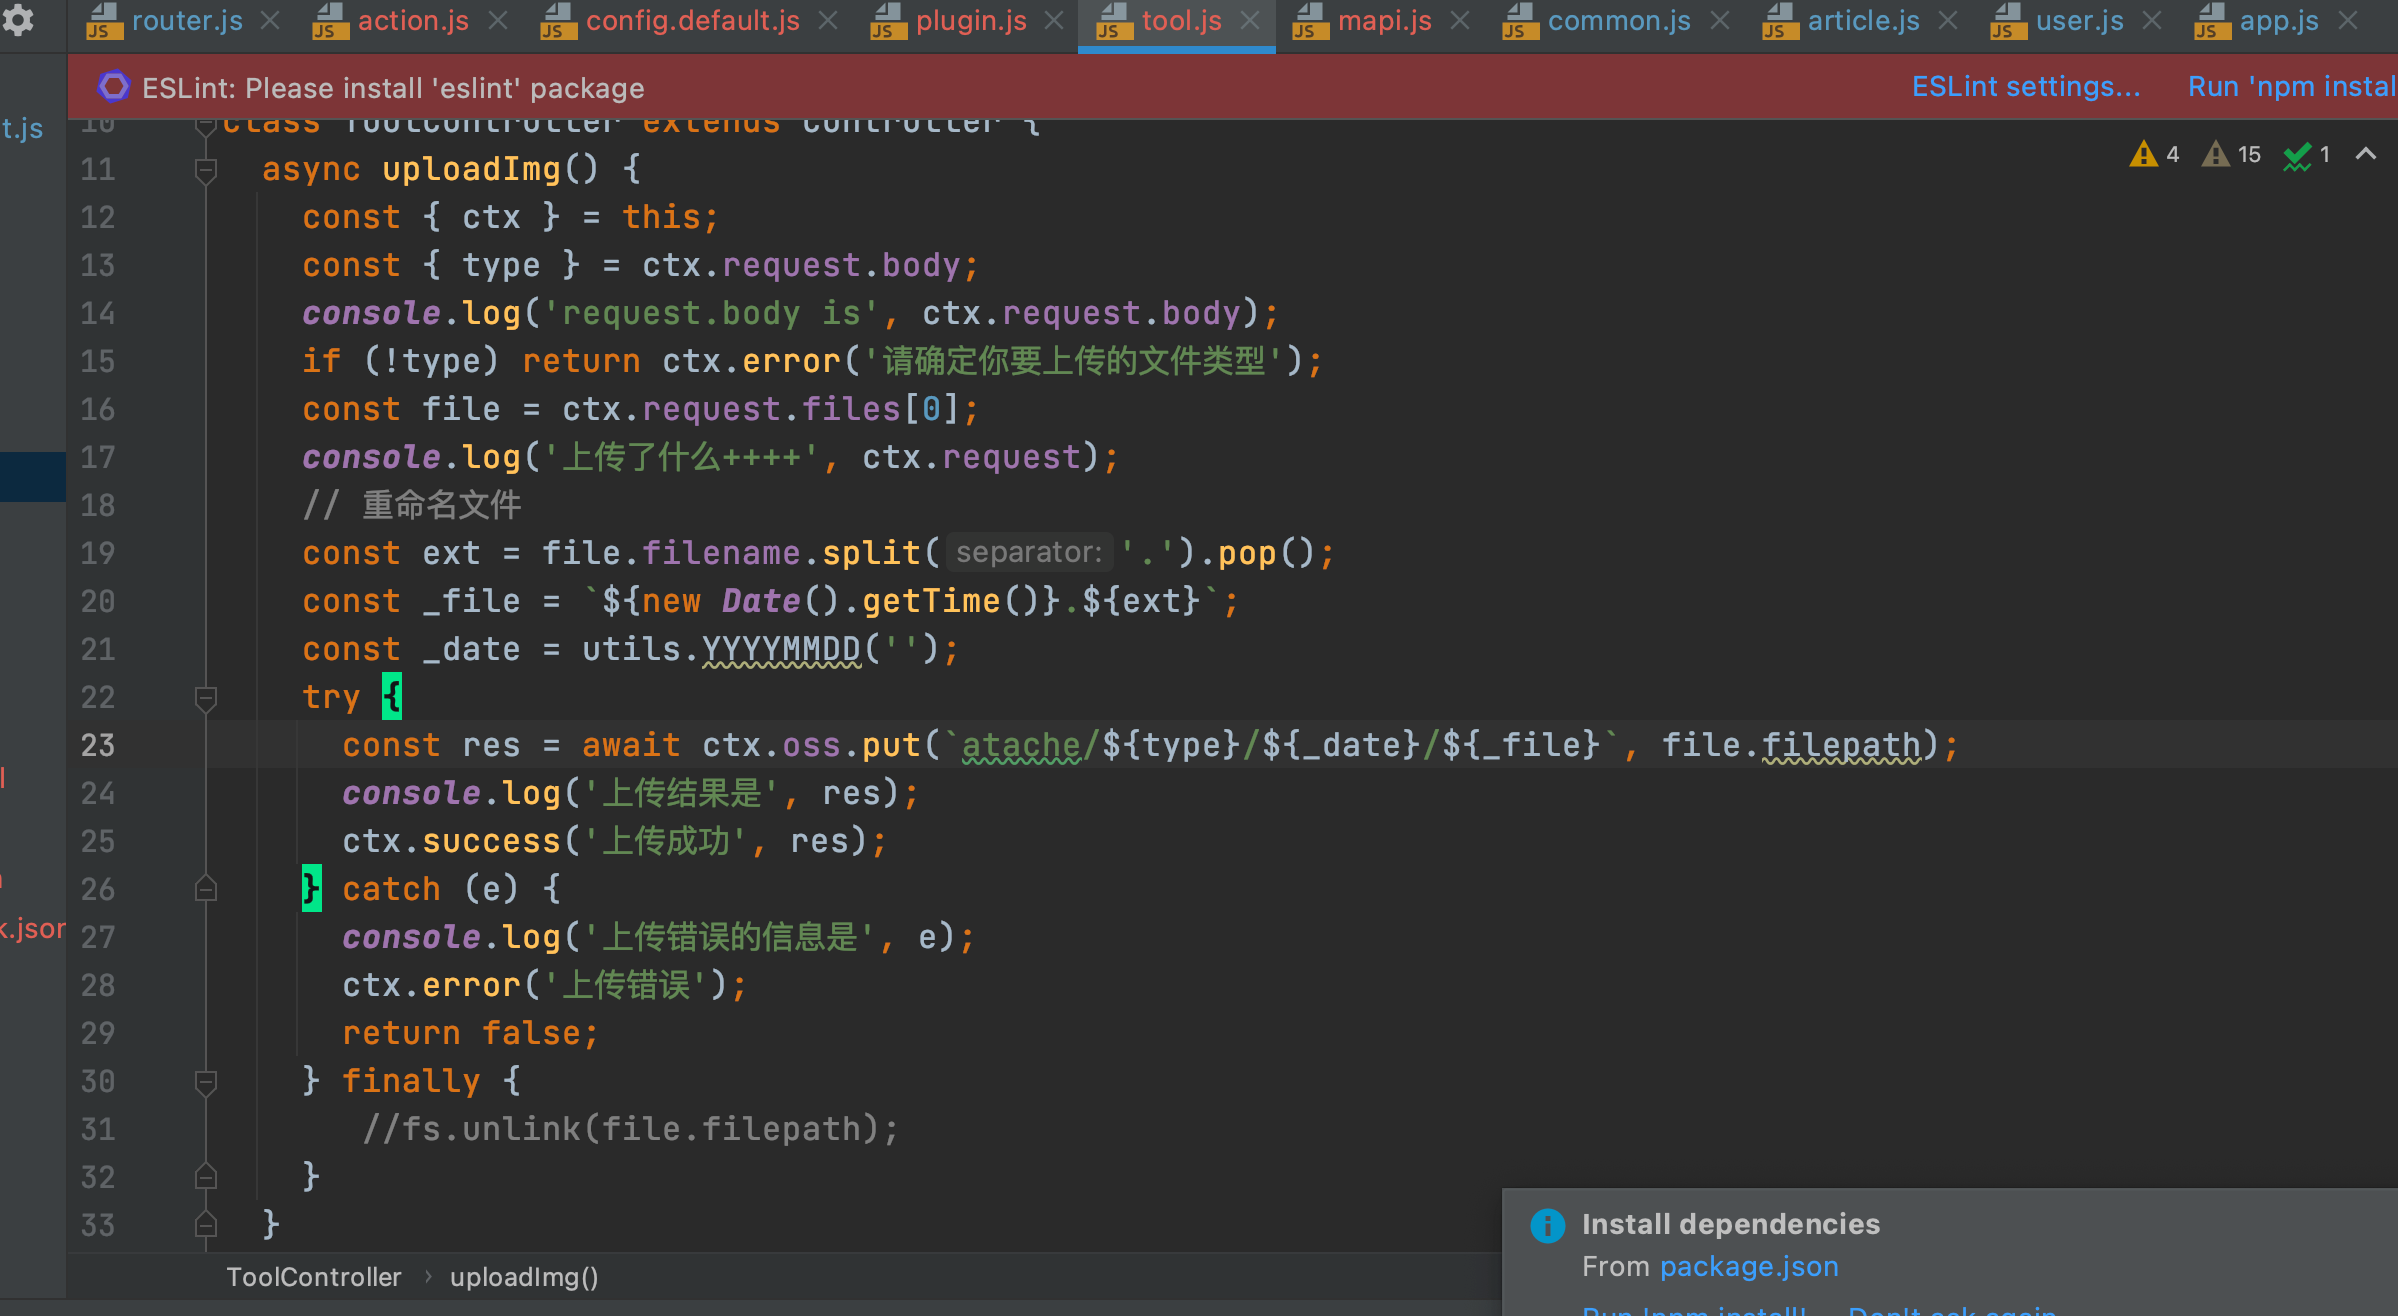 router.js action.js config.default.js plugin.js tool.js mapi.js common.js article.js user.js app.js
ESLint: Please install 'eslint' package ESLint settings... Run 'npm instal
t.js
10 class ToolController extends Controller {
4 15 1
11 async uploadImg() {
12 const { ctx } = this;
13 const { type } = ctx.request.body;
14 console.log('request.body is', ctx.request.body);
15 if (!type) return ctx.error('请确定你要上传的文件类型');
16 const file = ctx.request.files[0];
17 console.log('上传了什么++++', ctx.request);
18 // 重命名文件
19 const ext = file.filename.split( separator: '.').pop();
20 const _file = `${new Date().getTime()}.${ext}`;
21 const _date = utils.YYYYMMDD('');
22 try {
23 const res = await ctx.oss.put(`atache/${type}/${_date}/${_file}`, file.filepath);
24 console.log('上传结果是', res);
25 ctx.success('上传成功', res);
26 } catch (e) {
k.json
27 console.log('上传错误的信息是', e);
28 ctx.error('上传错误');
29 return false;
30 } finally {
31 //fs.unlink(file.filepath);
32 }
33 }
ToolController › uploadImg()
Install dependencies
From package.json
Run 'npm install' Don't ask again